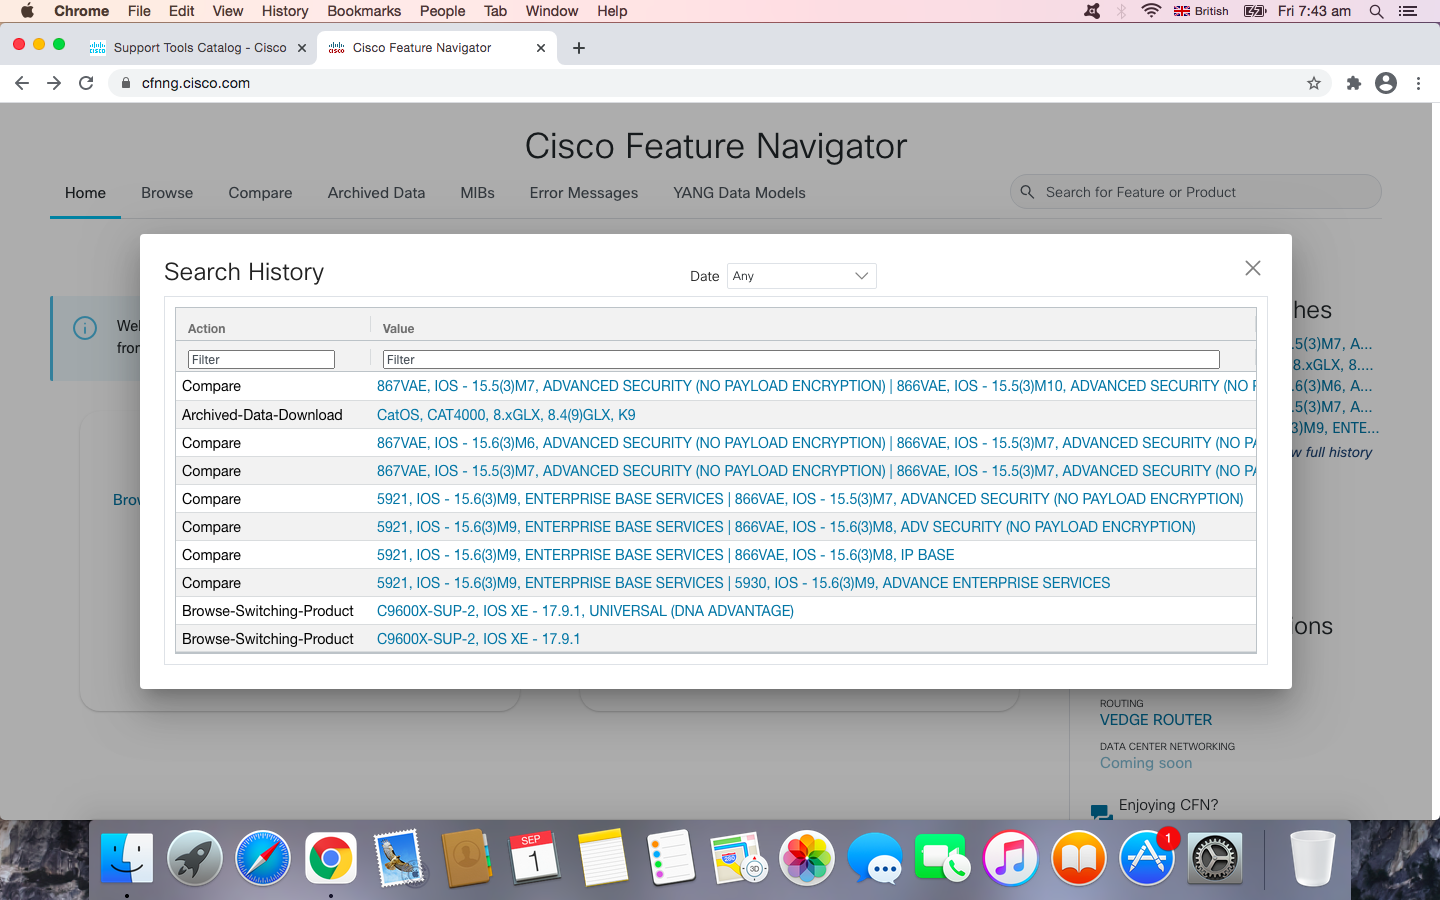 Chrome File Edit View History Bookmarks People Tab Window Help British Fri 7:43 am
Support Tools Catalog - Cisco Cisco Feature Navigator
cfnng.cisco.com
Cisco Feature Navigator
Home Browse Compare Archived Data MIBs Error Messages YANG Data Models Search for Feature or Product
Search History Date Any
Action Value
Filter Filter
Compare 867VAE, IOS - 15.5(3)M7, ADVANCED SECURITY (NO PAYLOAD ENCRYPTION) | 866VAE, IOS - 15.5(3)M10, ADVANCED SECURITY (NO
Archived-Data-Download CatOS, CAT4000, 8.xGLX, 8.4(9)GLX, K9
Compare 867VAE, IOS - 15.6(3)M6, ADVANCED SECURITY (NO PAYLOAD ENCRYPTION) | 866VAE, IOS - 15.5(3)M7, ADVANCED SECURITY (NO PA
Compare 867VAE, IOS - 15.5(3)M7, ADVANCED SECURITY (NO PAYLOAD ENCRYPTION) | 866VAE, IOS - 15.5(3)M7, ADVANCED SECURITY (NO PA
Compare 5921, IOS - 15.6(3)M9, ENTERPRISE BASE SERVICES | 866VAE, IOS - 15.5(3)M7, ADVANCED SECURITY (NO PAYLOAD ENCRYPTION)
Compare 5921, IOS - 15.6(3)M9, ENTERPRISE BASE SERVICES | 866VAE, IOS - 15.6(3)M8, ADV SECURITY (NO PAYLOAD ENCRYPTION)
Compare 5921, IOS - 15.6(3)M9, ENTERPRISE BASE SERVICES | 866VAE, IOS - 15.6(3)M8, IP BASE
Compare 5921, IOS - 15.6(3)M9, ENTERPRISE BASE SERVICES | 5930, IOS - 15.6(3)M9, ADVANCE ENTERPRISE SERVICES
Browse-Switching-Product C9600X-SUP-2, IOS XE - 17.9.1, UNIVERSAL (DNA ADVANTAGE)
Browse-Switching-Product C9600X-SUP-2, IOS XE - 17.9.1
Wel
fron
Brow
hes
.5(3)M7, A...
8.xGLX, 8....
.6(3)M6, A...
.5(3)M7, A...
3)M9, ENTE...
w full history
ons
ROUTING
VEDGE ROUTER
DATA CENTER NETWORKING
Coming soon
Enjoying CFN?
SEP
1
280
3D
1